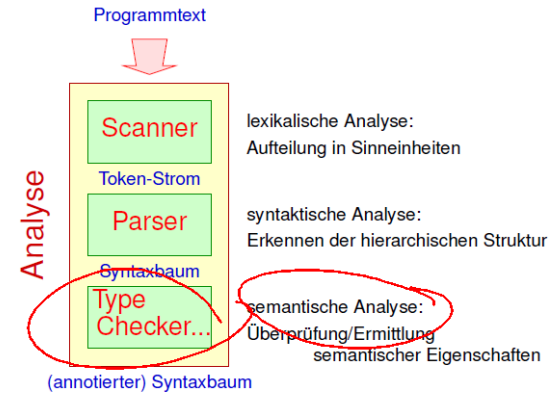 Programmtext
Analyse
Scanner
lexikalische Analyse:
Aufteilung in Sinneinheiten
Token-Strom
Parser
syntaktische Analyse:
Erkennen der hierarchischen Struktur
Syntaxbaum
Type
Checker...
semantische Analyse:
Überprüfung/Ermittlung
semantischer Eigenschaften
(annotierter) Syntaxbaum